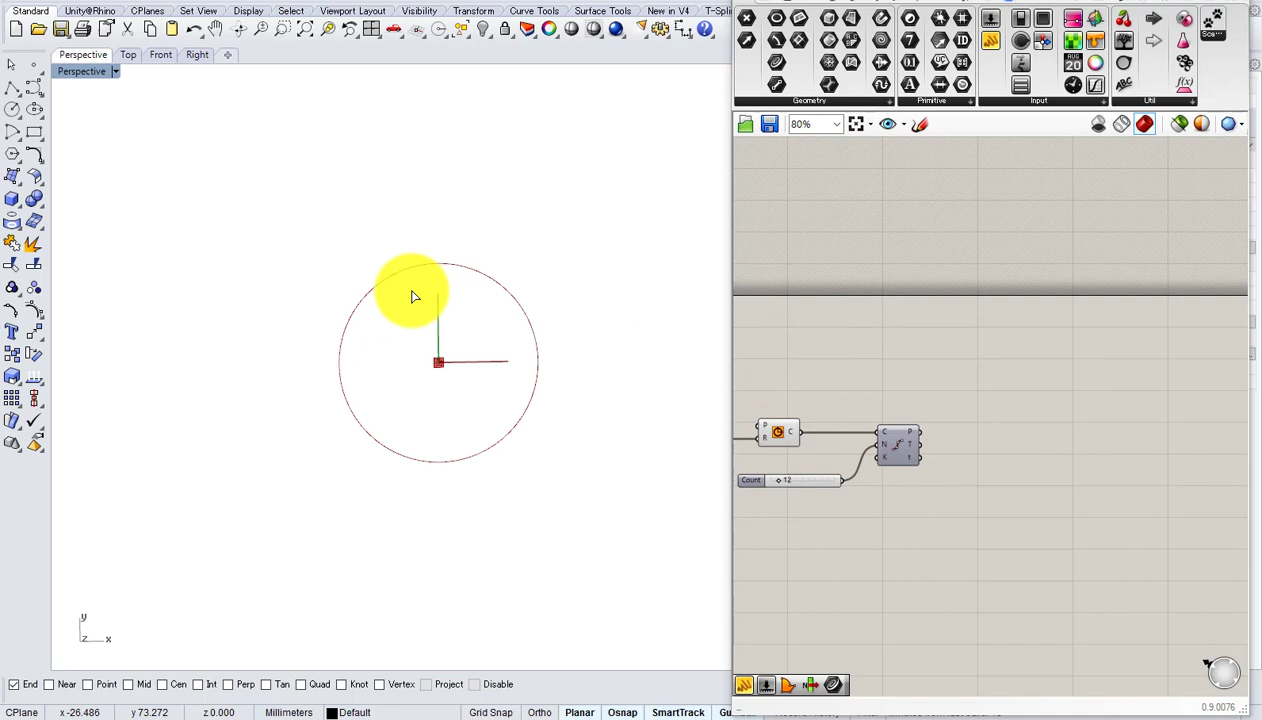 Standard Unity@Rhino CPlanes Set View Display Select Viewport Layout Visibility Transform Curve Tools Surface Tools New in V4 T-Spli
Perspective Top Front Right
Perspective
Geometry Primitive Input Util
80%
P
R
C
C
N
K
P
T
t
Count 12
y
z x
End Near Point Mid Cen Int Perp Tan Quad Knot Vertex Project Disable
CPlane x -26.486 y 73.272 z 0.000 Millimeters Default Grid Snap Ortho Planar Osnap SmartTrack
0.9.0076